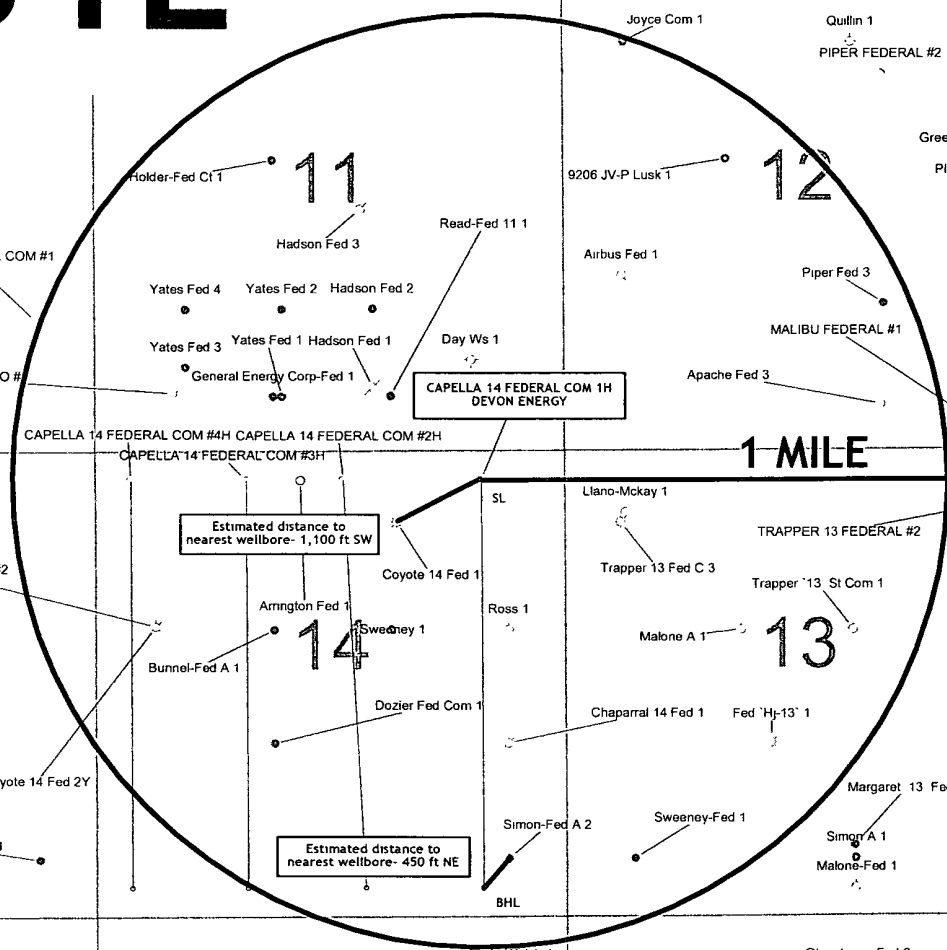 Joyce Com 1
Quillin 1
PIPER FEDERAL #2
Gree
11
12
Holder-Fed Ct 1
9206 JV-P Lusk 1
PI
Hadson Fed 3
Read-Fed 11 1
COM #1
Airbus Fed 1
Piper Fed 3
Yates Fed 4
Yates Fed 2
Hadson Fed 2
MALIBU FEDERAL #1
Yates Fed 3
Yates Fed 1
Hadson Fed 1
Day Ws 1
O #
General Energy Corp-Fed 1
Apache Fed 3
CAPELLA 14 FEDERAL COM 1H
DEVON ENERGY
CAPELLA 14 FEDERAL COM #4H
CAPELLA 14 FEDERAL COM #2H
CAPELLA 14 FEDERAL COM #3H
1 MILE
SL
Llano-Mckay 1
Estimated distance to
nearest wellbore- 1,100 ft SW
TRAPPER 13 FEDERAL #2
Coyote 14 Fed 1
Trapper 13 Fed C 3
Trapper `13` St Com 1
#2
Arrington Fed 1
Ross 1
14
Sweeney 1
Malone A 1
13
Bunnel-Fed A 1
Dozier Fed Com 1
Chaparral 14 Fed 1
Fed `Hj-13` 1
yote 14 Fed 2Y
Margaret 13 Fe
Simon-Fed A 2
Sweeney-Fed 1
Simon A 1
Estimated distance to
nearest wellbore- 450 ft NE
Malone-Fed 1
BHL